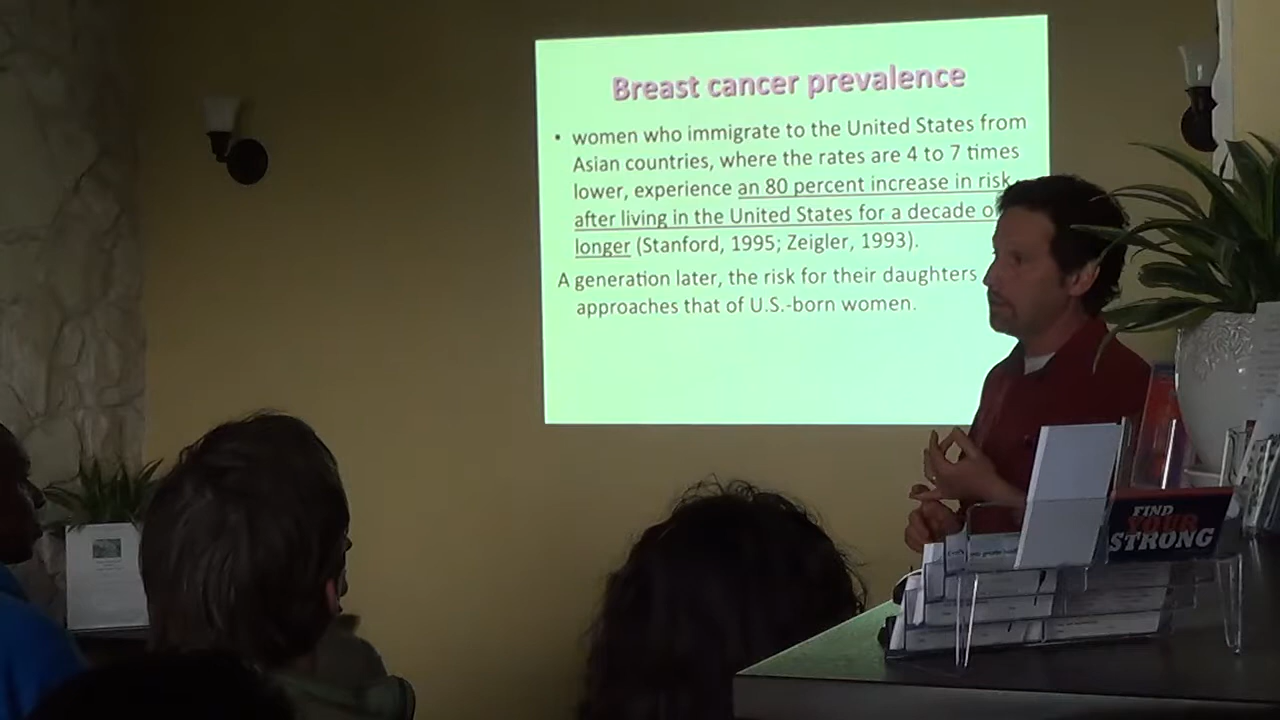 Breast cancer prevalence
• women who immigrate to the United States from
Asian countries, where the rates are 4 to 7 times
lower, experience an 80 percent increase in risk
after living in the United States for a decade
longer (Stanford, 1995; Zeigler, 1993).
A generation later, the risk for their daughters
approaches that of U.S.-born women.
FIND
YOUR
STRONG